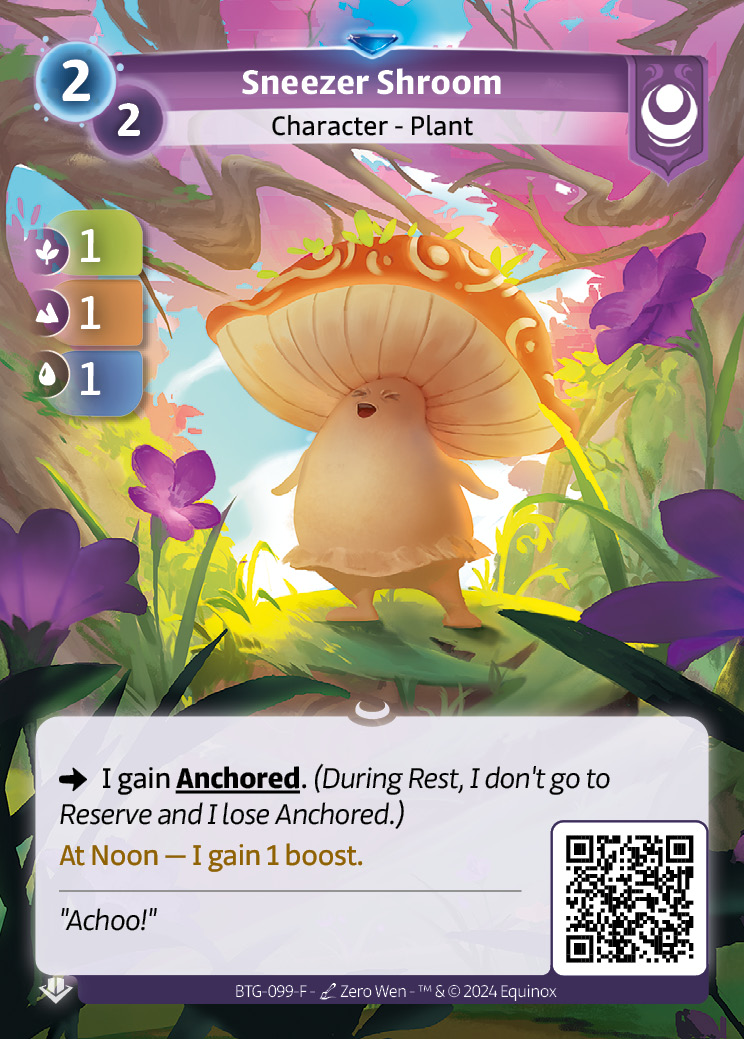 2
Sneezer Shroom
2
Character - Plant
1
1
1
I gain Anchored. (During Rest, I don't go to
Reserve and I lose Anchored.)
At Noon — I gain 1 boost.
"Achoo!"
BTG-099-F - Zero Wen - ™ & © 2024 Equinox